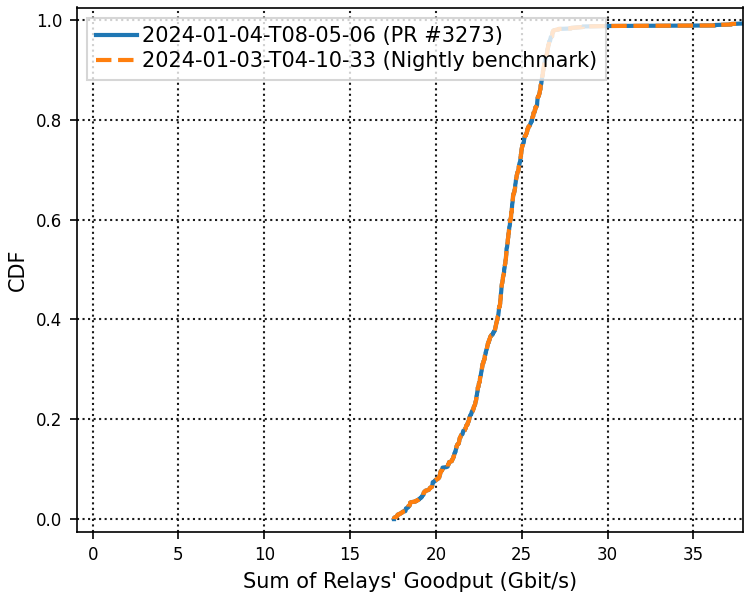 2024-01-04-T08-05-06 (PR #3273)
2024-01-03-T04-10-33 (Nightly benchmark)
1.0
0.8
0.6
0.4
0.2
0.0
CDF
0 5 10 15 20 25 30 35
Sum of Relays' Goodput (Gbit/s)